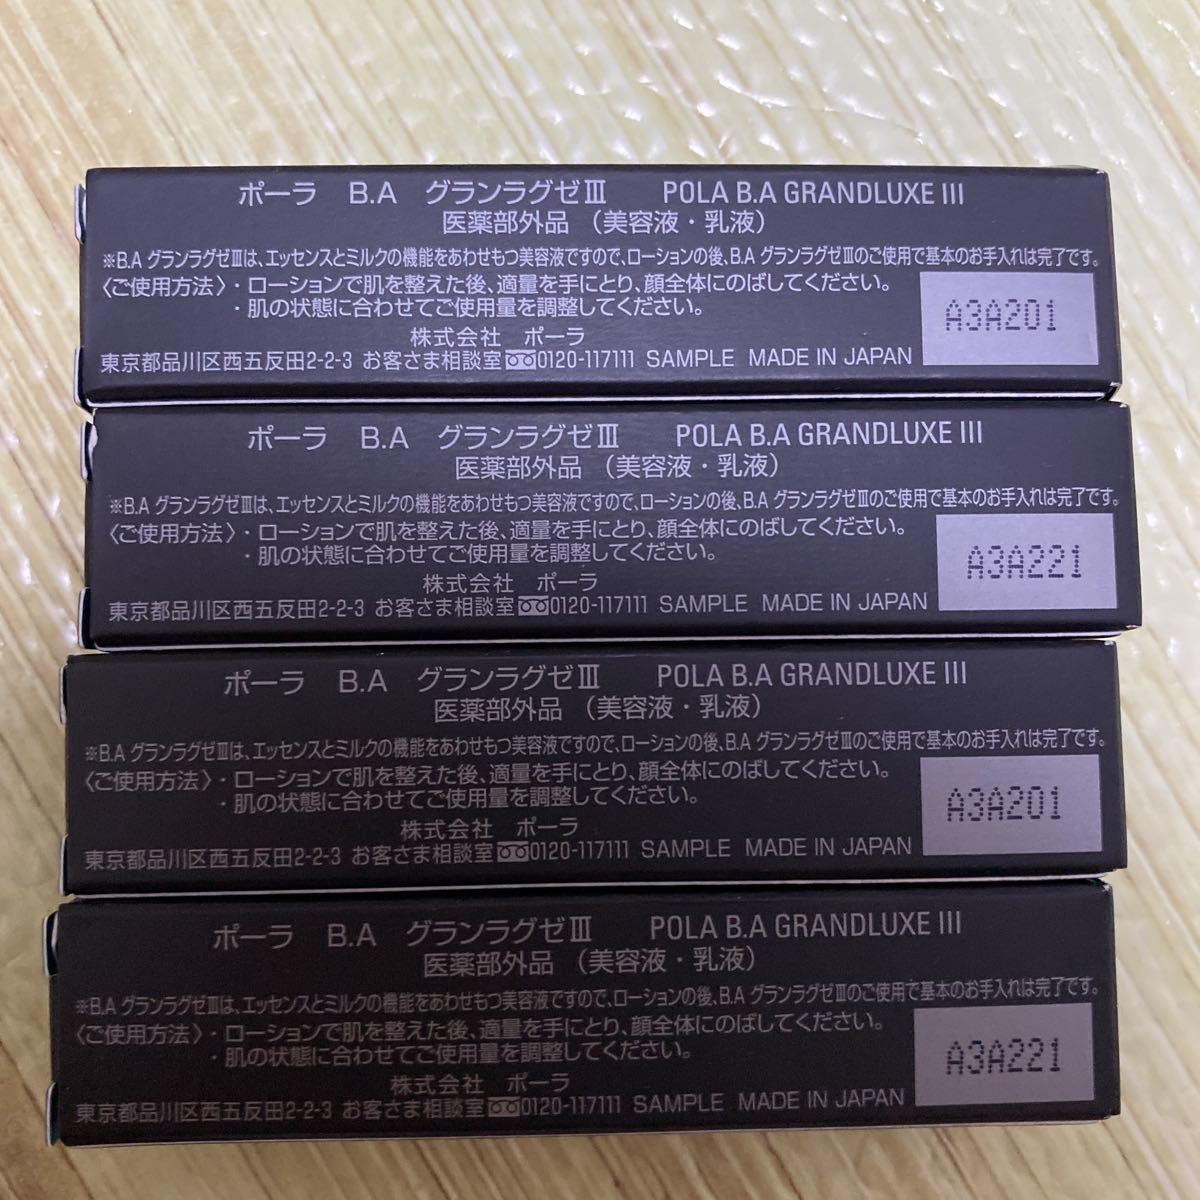 ポーラ B.A グランラグゼⅢ POLA B.A GRANDLUXE III
医薬部外品 （美容液・乳液）
※B.A グランラグゼⅢは、エッセンスとミルクの機能をあわせもつ美容液ですので、ローションの後、B.A グランラグゼⅢのご使用で基本のお手入れは完了です。
〈ご使用方法〉・ローションで肌を整えた後、適量を手にとり、顔全体にのばしてください。
・肌の状態に合わせてご使用量を調整してください。
A3A201
株式会社 ポーラ
東京都品川区西五反田2-2-3 お客さま相談室 0120-117111 SAMPLE MADE IN JAPAN
ポーラ B.A グランラグゼⅢ POLA B.A GRANDLUXE III
医薬部外品 （美容液・乳液）
※B.A グランラグゼⅢは、エッセンスとミルクの機能をあわせもつ美容液ですので、ローションの後、B.A グランラグゼⅢのご使用で基本のお手入れは完了です。
〈ご使用方法〉・ローションで肌を整えた後、適量を手にとり、顔全体にのばしてください。
・肌の状態に合わせてご使用量を調整してください。
A3A221
株式会社 ポーラ
東京都品川区西五反田2-2-3 お客さま相談室 0120-117111 SAMPLE MADE IN JAPAN
ポーラ B.A グランラグゼⅢ POLA B.A GRANDLUXE III
医薬部外品 （美容液・乳液）
※B.A グランラグゼⅢは、エッセンスとミルクの機能をあわせもつ美容液ですので、ローションの後、B.A グランラグゼⅢのご使用で基本のお手入れは完了です。
〈ご使用方法〉・ローションで肌を整えた後、適量を手にとり、顔全体にのばしてください。
・肌の状態に合わせてご使用量を調整してください。
A3A201
株式会社 ポーラ
東京都品川区西五反田2-2-3 お客さま相談室 0120-117111 SAMPLE MADE IN JAPAN
ポーラ B.A グランラグゼⅢ POLA B.A GRANDLUXE III
医薬部外品 （美容液・乳液）
※B.A グランラグゼⅢは、エッセンスとミルクの機能をあわせもつ美容液ですので、ローションの後、B.A グランラグゼⅢのご使用で基本のお手入れは完了です。
〈ご使用方法〉・ローションで肌を整えた後、適量を手にとり、顔全体にのばしてください。
・肌の状態に合わせてご使用量を調整してください。
A3A221
株式会社 ポーラ
東京都品川区西五反田2-2-3 お客さま相談室 0120-117111 SAMPLE MADE IN JAPAN